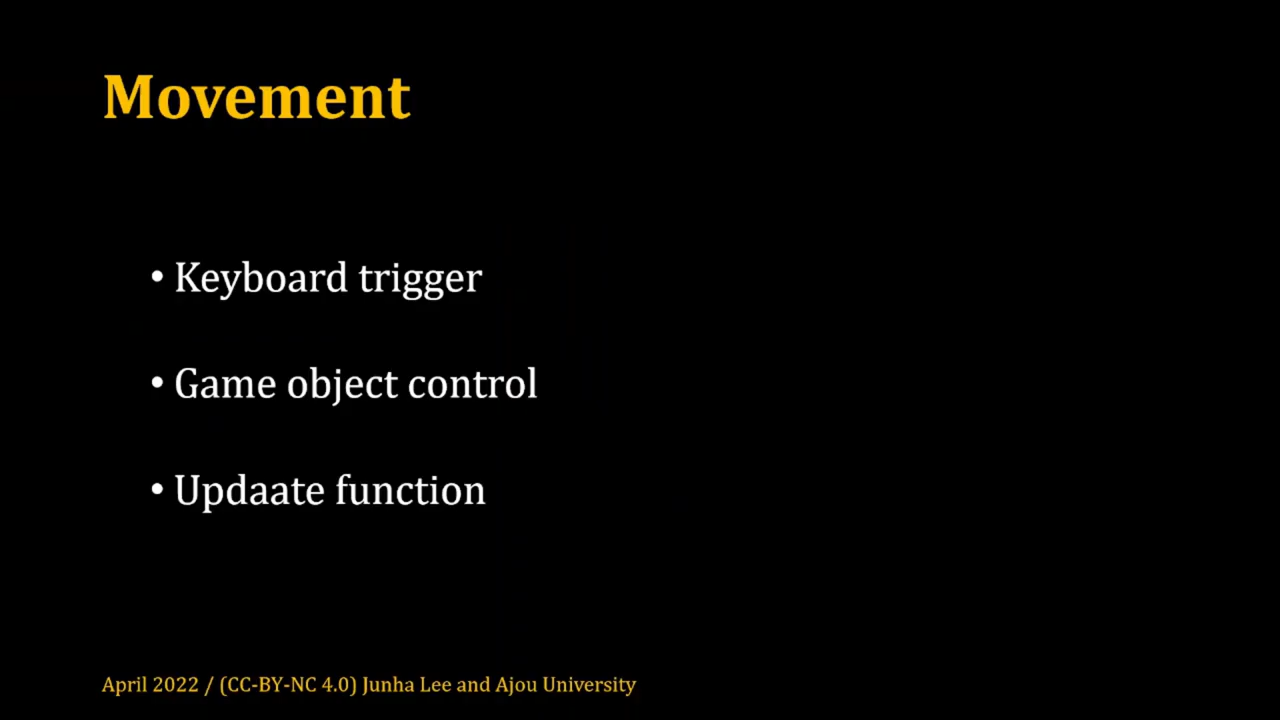 Movement
• Keyboard trigger
• Game object control
• Updaate function
April 2022 / (CC-BY-NC 4.0) Junha Lee and Ajou University